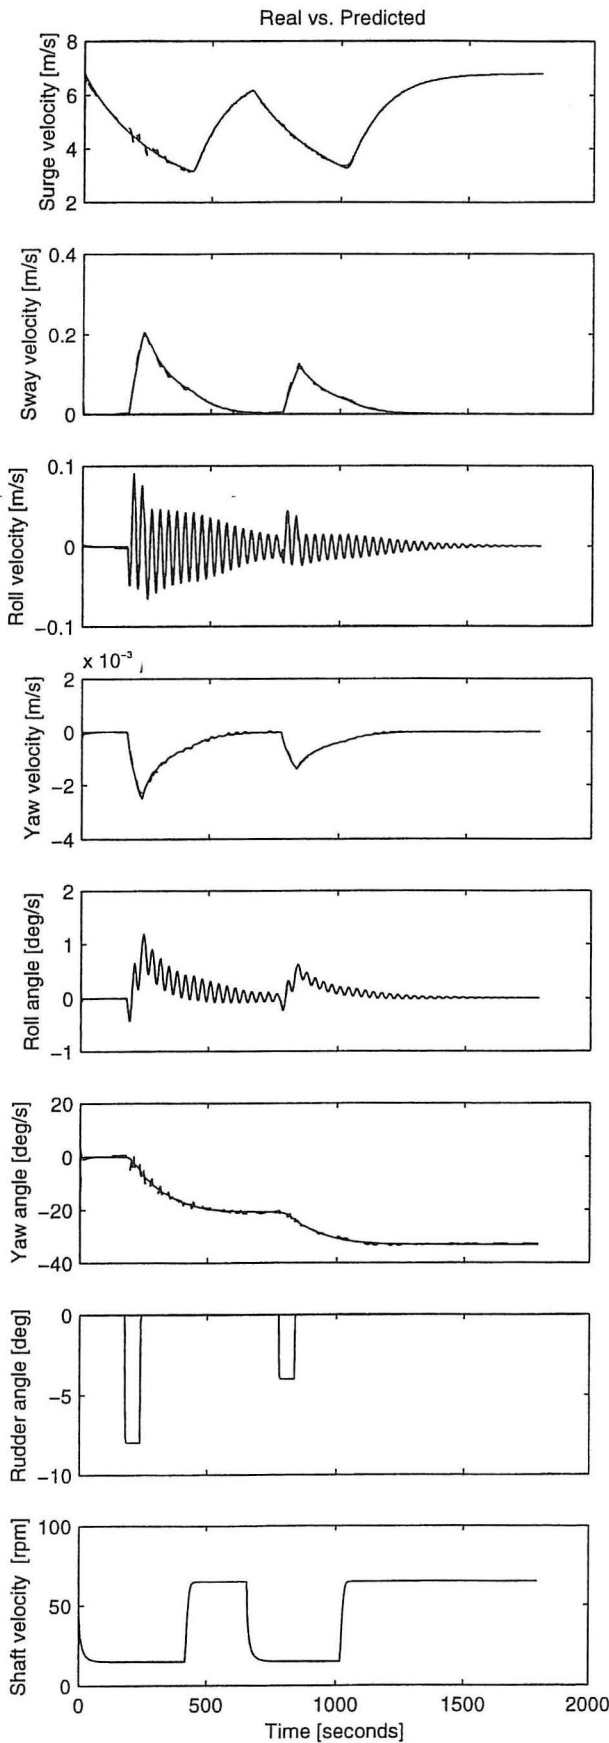 Real vs. Predicted
Surge velocity [m/s]
8
6
4
2
Sway velocity [m/s]
0.4
0.2
0
Roll velocity [m/s]
0.1
0
−0.1
x 10⁻³
Yaw velocity [m/s]
2
0
−2
−4
Roll angle [deg/s]
2
1
0
−1
Yaw angle [deg/s]
20
0
−20
−40
Rudder angle [deg]
0
−5
−10
Shaft velocity [rpm]
100
50
0
0 500 1000 1500 2000
Time [seconds]